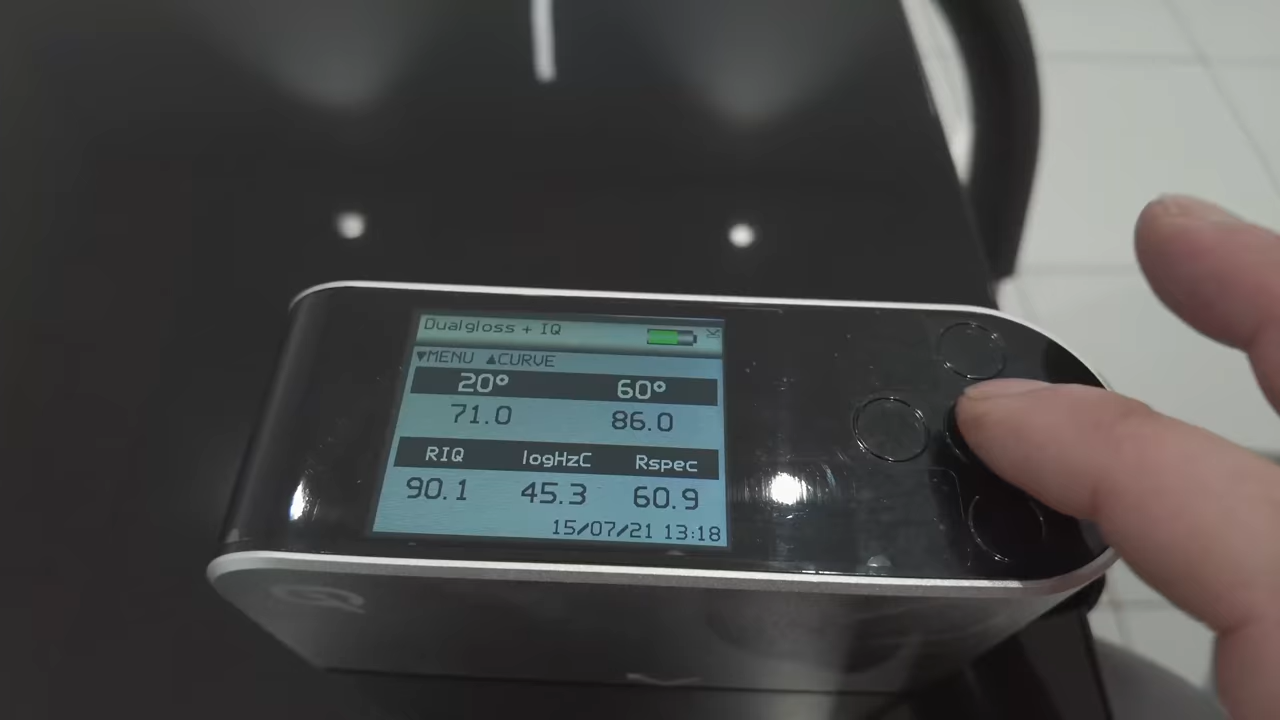 Dualgloss + IQ
▼MENU ▲CURVE
20° 60°
71.0 86.0
RIQ logHzC Rspec
90.1 45.3 60.9
15/07/21 13:18
IQ